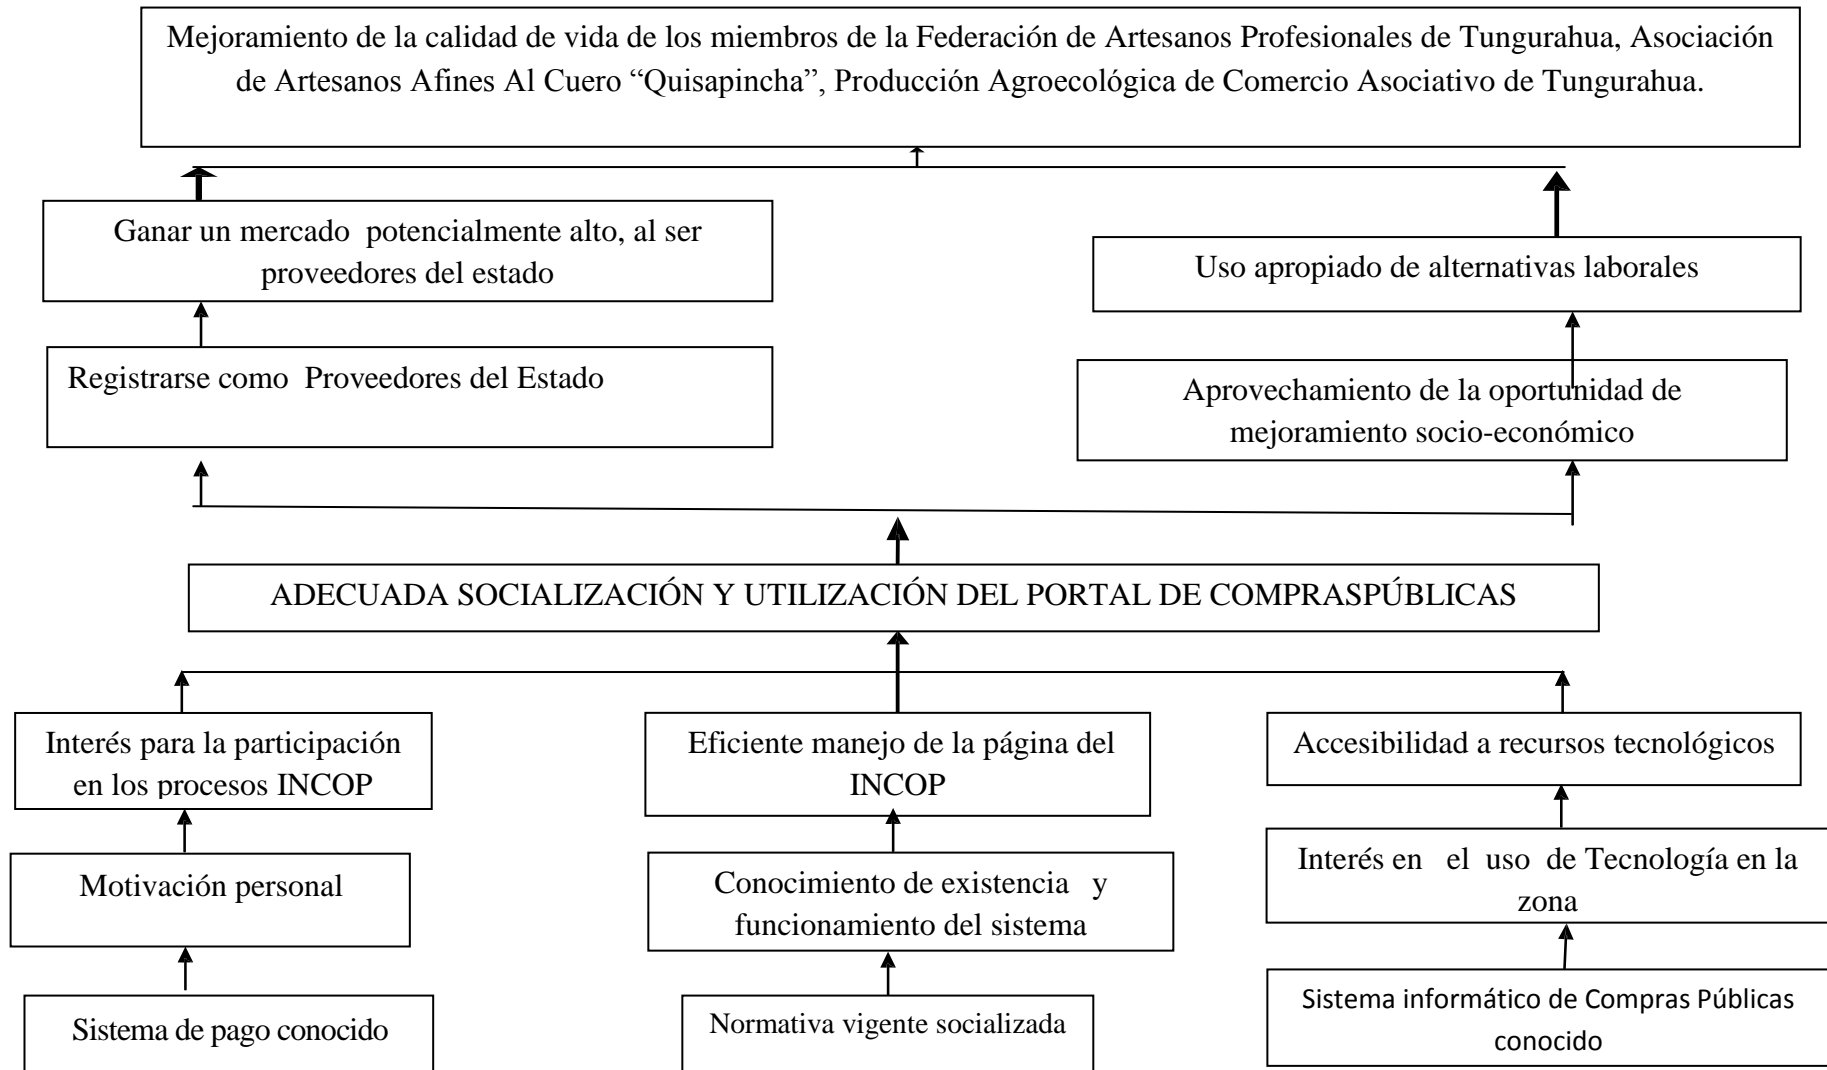 Mejoramiento de la calidad de vida de los miembros de la Federación de Artesanos Profesionales de Tungurahua, Asociación
de Artesanos Afines Al Cuero “Quisapincha”, Producción Agroecológica de Comercio Asociativo de Tungurahua.
Ganar un mercado potencialmente alto, al ser
proveedores del estado
Uso apropiado de alternativas laborales
Registrarse como Proveedores del Estado
Aprovechamiento de la oportunidad de
mejoramiento socio-económico
ADECUADA SOCIALIZACIÓN Y UTILIZACIÓN DEL PORTAL DE COMPRASPÚBLICAS
Interés para la participación
en los procesos INCOP
Eficiente manejo de la página del
INCOP
Accesibilidad a recursos tecnológicos
Motivación personal
Conocimiento de existencia y
funcionamiento del sistema
Interés en el uso de Tecnología en la
zona
Sistema de pago conocido
Normativa vigente socializada
Sistema informático de Compras Públicas
conocido